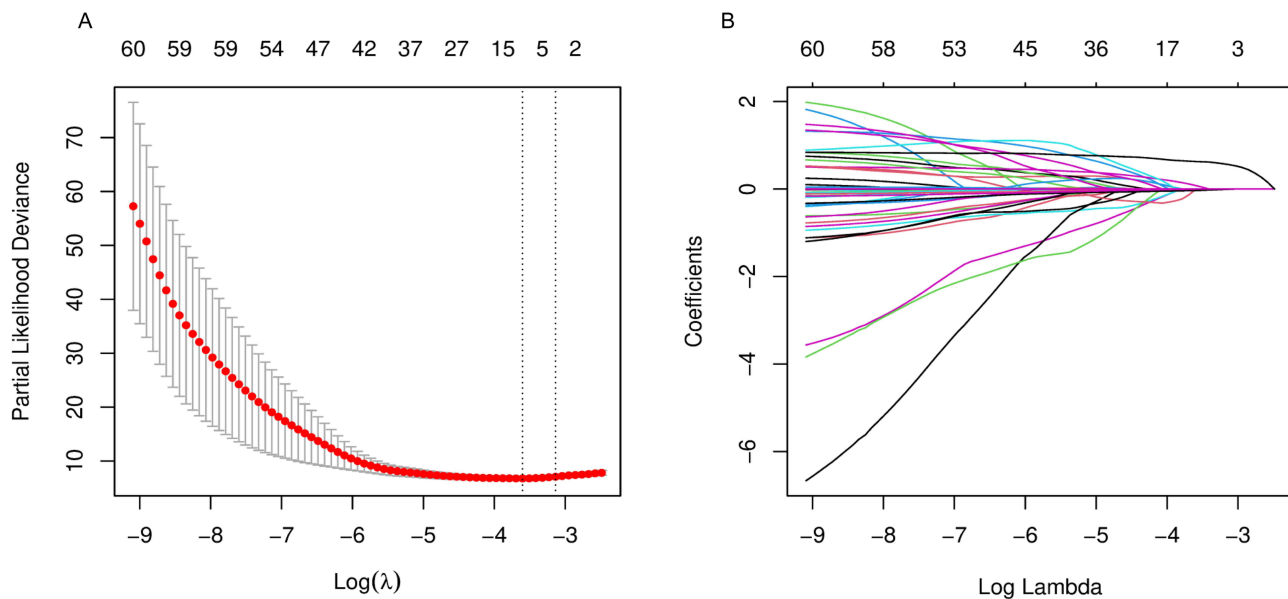 A
60 59 59 54 47 42 37 27 15 5 2
Partial Likelihood Deviance
70
60
50
40
30
20
10
−9 −8 −7 −6 −5 −4 −3
Log(λ)
B
60 58 53 45 36 17 3
Coefficients
2
0
−2
−4
−6
−9 −8 −7 −6 −5 −4 −3
Log Lambda